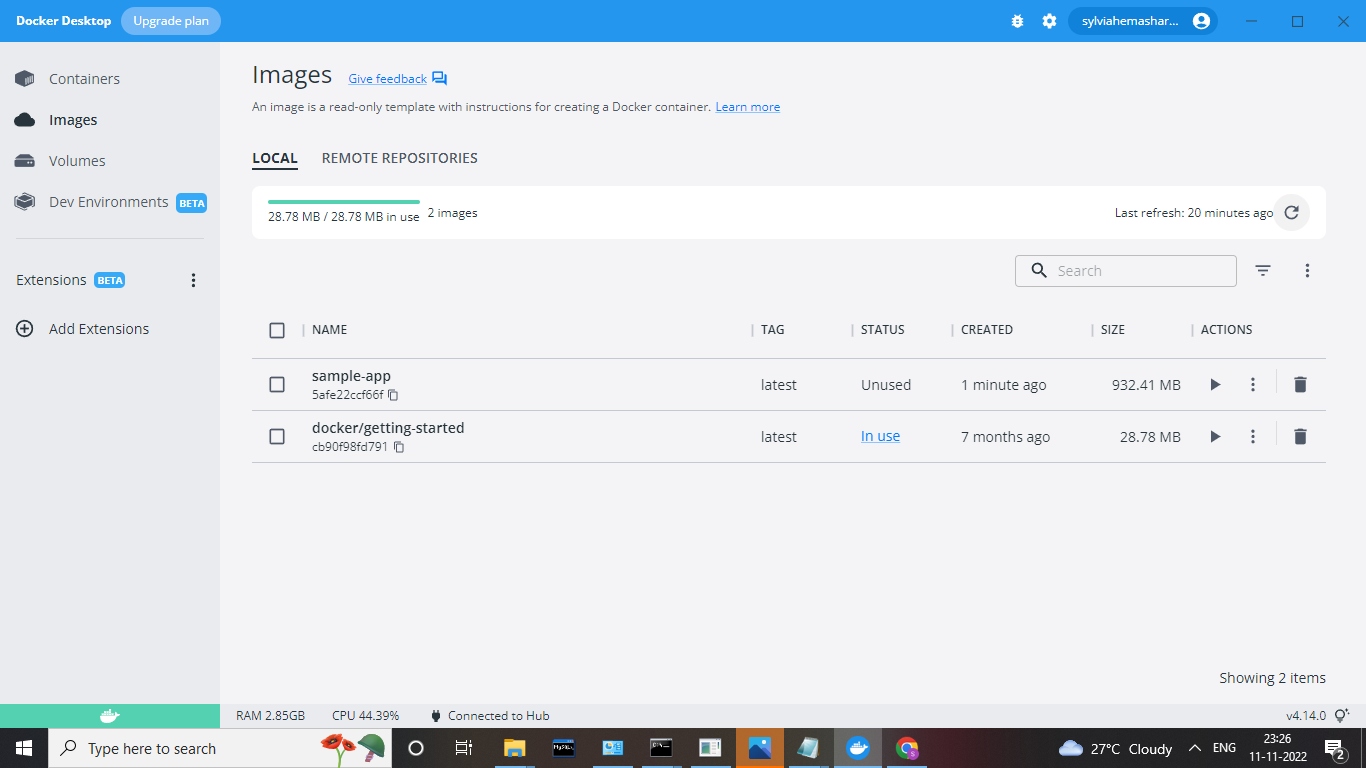 Docker Desktop Upgrade plan sylviahemashar...
Containers
Images
Volumes
Dev Environments BETA
Extensions BETA
Add Extensions
Images Give feedback
An image is a read-only template with instructions for creating a Docker container. Learn more
LOCAL REMOTE REPOSITORIES
28.78 MB / 28.78 MB in use 2 images Last refresh: 20 minutes ago
Search
NAME TAG STATUS CREATED SIZE ACTIONS
sample-app latest Unused 1 minute ago 932.41 MB
5afe22ccf66f
docker/getting-started latest In use 7 months ago 28.78 MB
cb90f98fd791
Showing 2 items
RAM 2.85GB CPU 44.39% Connected to Hub v4.14.0
Type here to search 27°C Cloudy ENG 23:26
11-11-2022 2